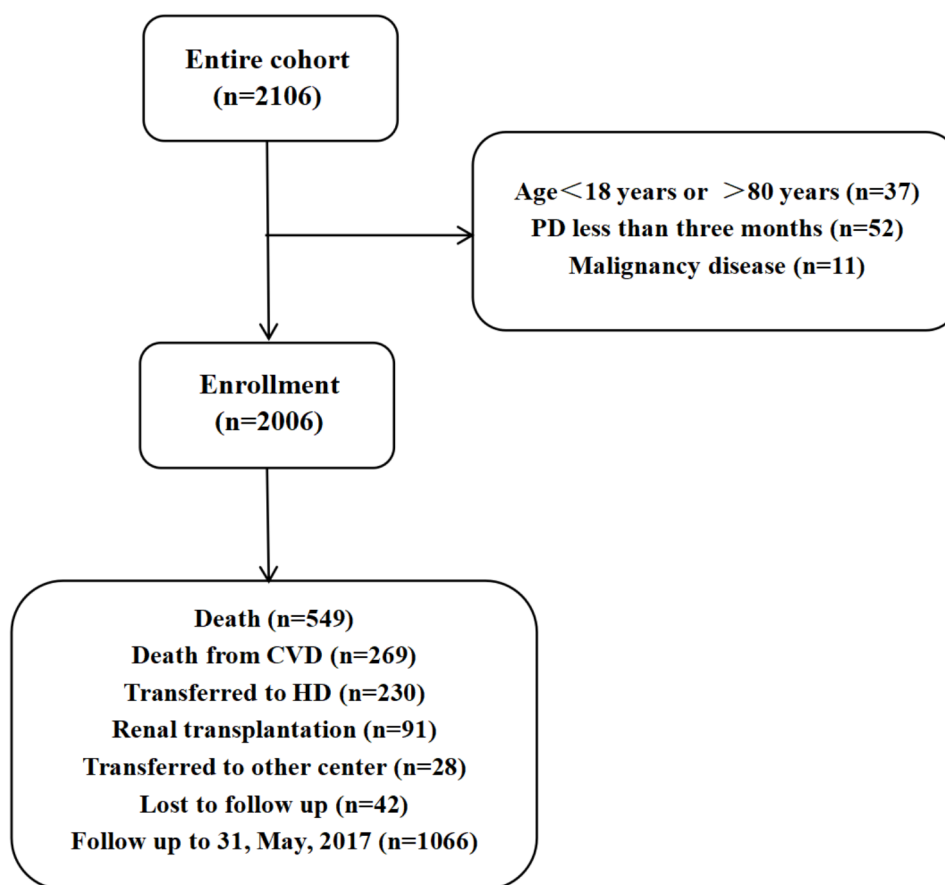 Entire cohort
(n=2106)
Age＜18 years or ＞80 years (n=37)
PD less than three months (n=52)
Malignancy disease (n=11)
Enrollment
(n=2006)
Death (n=549)
Death from CVD (n=269)
Transferred to HD (n=230)
Renal transplantation (n=91)
Transferred to other center (n=28)
Lost to follow up (n=42)
Follow up to 31, May, 2017 (n=1066)